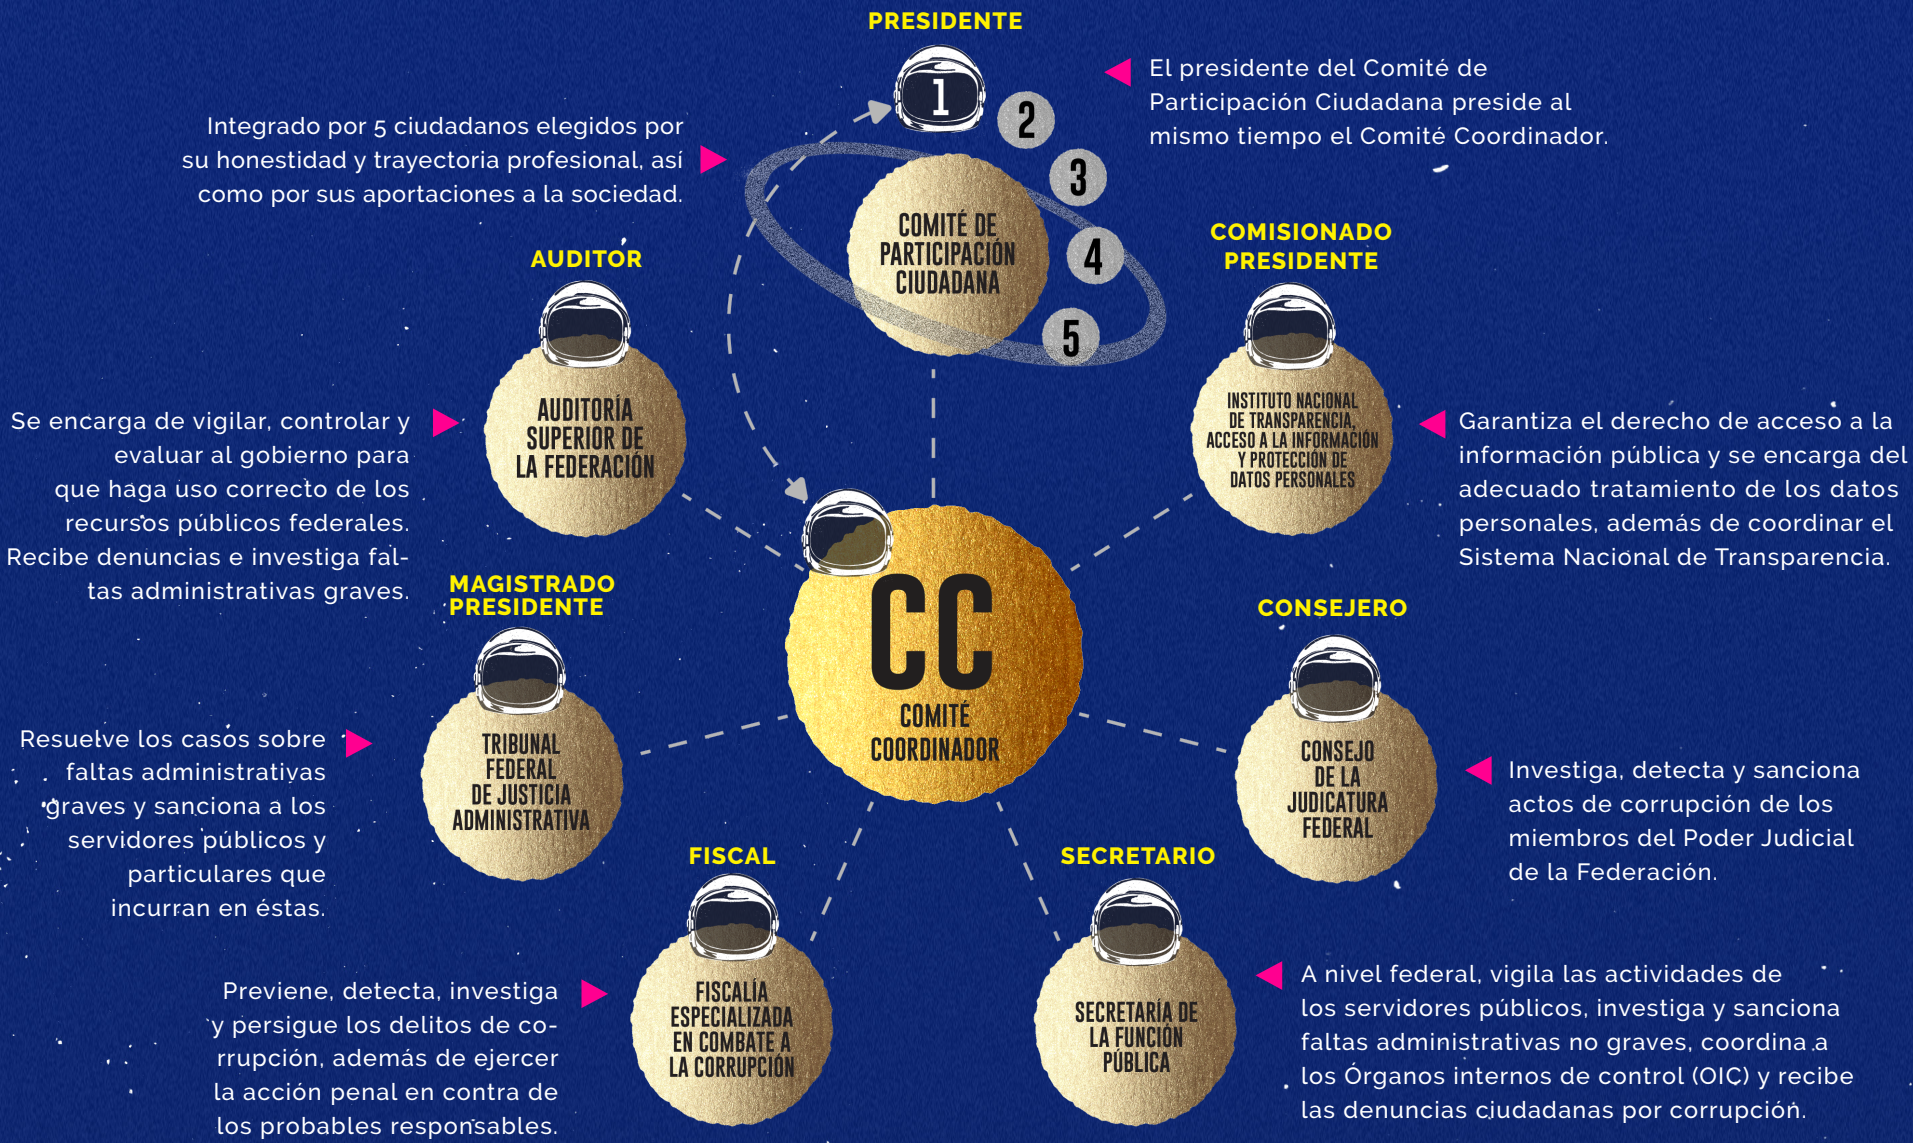 PRESIDENTE
1
2
3
4
5
El presidente del Comité de
Participación Ciudadana preside al
mismo tiempo el Comité Coordinador.
Integrado por 5 ciudadanos elegidos por
su honestidad y trayectoria profesional, así
como por sus aportaciones a la sociedad.
COMITÉ DE
PARTICIPACIÓN
CIUDADANA
AUDITOR
AUDITORÍA
SUPERIOR DE
LA FEDERACIÓN
Se encarga de vigilar, controlar y
evaluar al gobierno para
que haga uso correcto de los
recursos públicos federales.
Recibe denuncias e investiga fal-
tas administrativas graves.
COMISIONADO
PRESIDENTE
INSTITUTO NACIONAL
DE TRANSPARENCIA,
ACCESO A LA INFORMACIÓN
Y PROTECCIÓN DE
DATOS PERSONALES
Garantiza el derecho de acceso a la
información pública y se encarga del
adecuado tratamiento de los datos
personales, además de coordinar el
Sistema Nacional de Transparencia.
CC
COMITÉ
COORDINADOR
MAGISTRADO
PRESIDENTE
TRIBUNAL
FEDERAL
DE JUSTICIA
ADMINISTRATIVA
Resuelve los casos sobre
faltas administrativas
graves y sanciona a los
servidores públicos y
particulares que
incurran en éstas.
CONSEJERO
CONSEJO
DE LA
JUDICATURA
FEDERAL
Investiga, detecta y sanciona
actos de corrupción de los
miembros del Poder Judicial
de la Federación.
FISCAL
FISCALÍA
ESPECIALIZADA
EN COMBATE A
LA CORRUPCIÓN
Previene, detecta, investiga
y persigue los delitos de co-
rrupción, además de ejercer
la acción penal en contra de
los probables responsables.
SECRETARIO
SECRETARÍA DE
LA FUNCIÓN
PÚBLICA
A nivel federal, vigila las actividades de
los servidores públicos, investiga y sanciona
faltas administrativas no graves, coordina a
los Órganos internos de control (OIC) y recibe
las denuncias ciudadanas por corrupción.